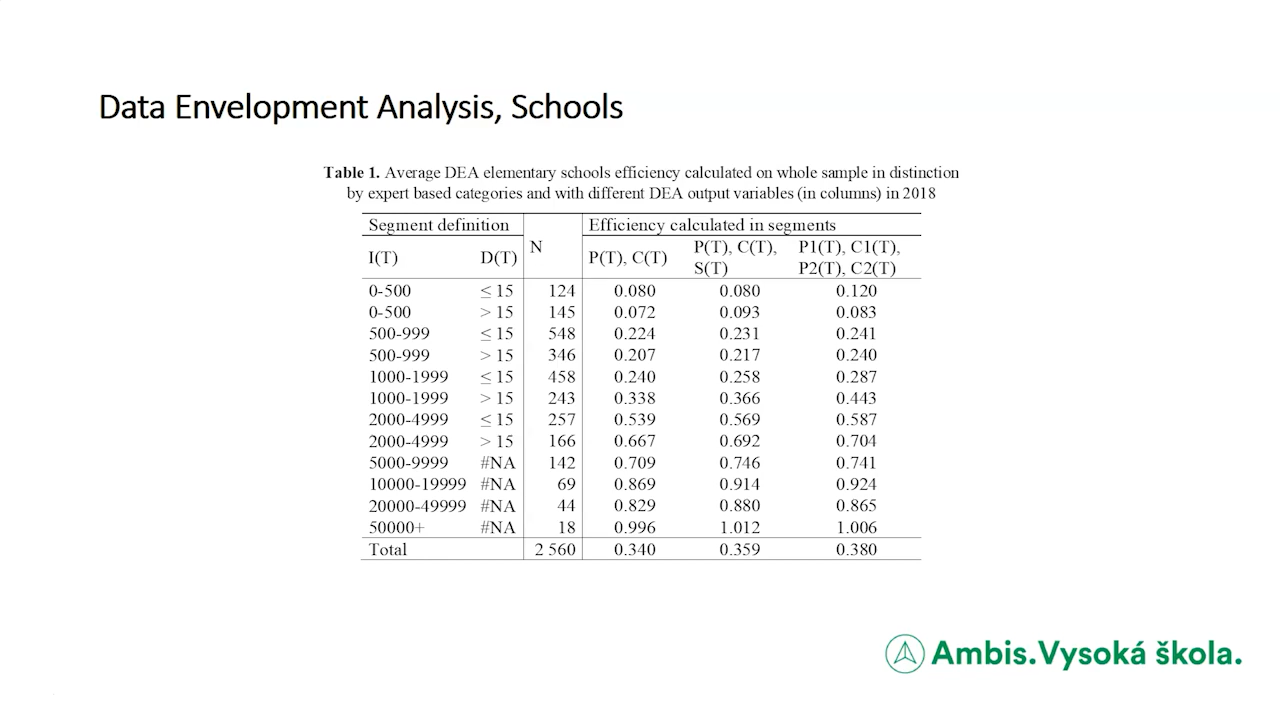 Data Envelopment Analysis, Schools
Table 1. Average DEA elementary schools efficiency calculated on whole sample in distinction
by expert based categories and with different DEA output variables (in columns) in 2018
Segment definition N Efficiency calculated in segments
I(T) D(T) P(T), C(T) P(T), C(T), S(T) P1(T), C1(T), P2(T), C2(T)
0-500 ≤ 15 124 0.080 0.080 0.120
0-500 > 15 145 0.072 0.093 0.083
500-999 ≤ 15 548 0.224 0.231 0.241
500-999 > 15 346 0.207 0.217 0.240
1000-1999 ≤ 15 458 0.240 0.258 0.287
1000-1999 > 15 243 0.338 0.366 0.443
2000-4999 ≤ 15 257 0.539 0.569 0.587
2000-4999 > 15 166 0.667 0.692 0.704
5000-9999 #NA 142 0.709 0.746 0.741
10000-19999 #NA 69 0.869 0.914 0.924
20000-49999 #NA 44 0.829 0.880 0.865
50000+ #NA 18 0.996 1.012 1.006
Total 2 560 0.340 0.359 0.380
Ambis.Vysoká škola.